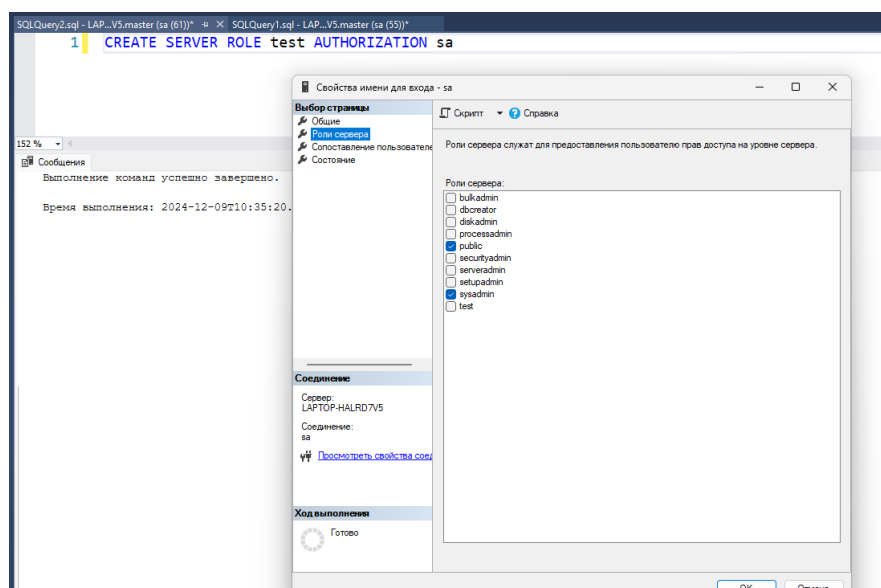 SQLQuery2.sql - LAP...V5.master (sa (61))* SQLQuery1.sql - LAP...V5.master (sa (55))*
1 CREATE SERVER ROLE test AUTHORIZATION sa
152 %
Сообщения
Выполнение команд успешно завершено.
Время выполнения: 2024-12-09T10:35:20.
Свойства имени для входа - sa
Выбор страницы
Общие
Роли сервера
Сопоставление пользователе
Состояние
Скрипт Справка
Роли сервера служат для предоставления пользователю прав доступа на уровне сервера.
Роли сервера:
bulkadmin
dbcreator
diskadmin
processadmin
public
securityadmin
serveradmin
setupadmin
sysadmin
test
Соединение
Сервер:
LAPTOP-HALRD7V5
Соединение:
sa
Просмотреть свойства соед
Ход выполнения
Готово
OK Отмена